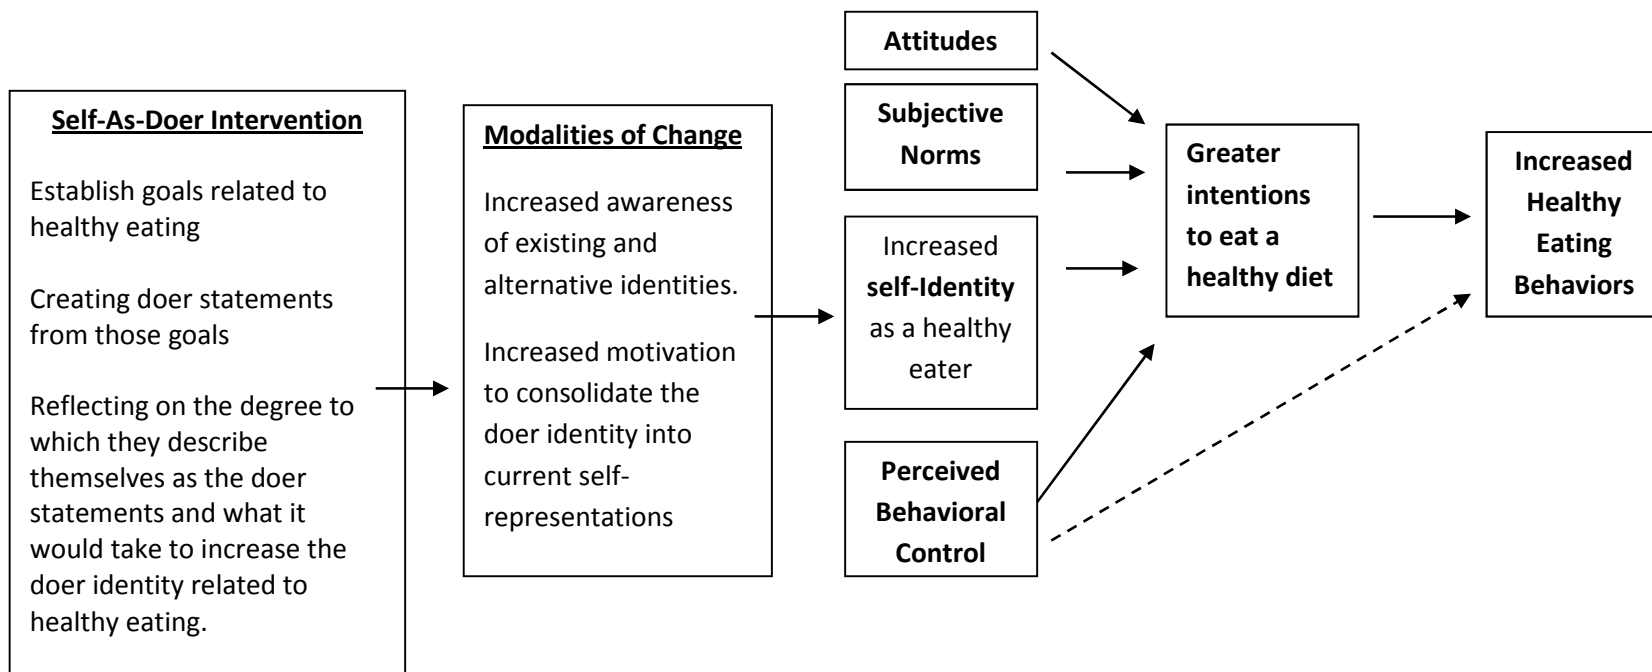 Self-As-Doer Intervention
Establish goals related to
healthy eating
Creating doer statements
from those goals
Reflecting on the degree to
which they describe
themselves as the doer
statements and what it
would take to increase the
doer identity related to
healthy eating.
Modalities of Change
Increased awareness
of existing and
alternative identities.
Increased motivation
to consolidate the
doer identity into
current self-
representations
Attitudes
Subjective
Norms
Increased
self-Identity
as a healthy
eater
Perceived
Behavioral
Control
Greater
intentions
to eat a
healthy diet
Increased
Healthy
Eating
Behaviors